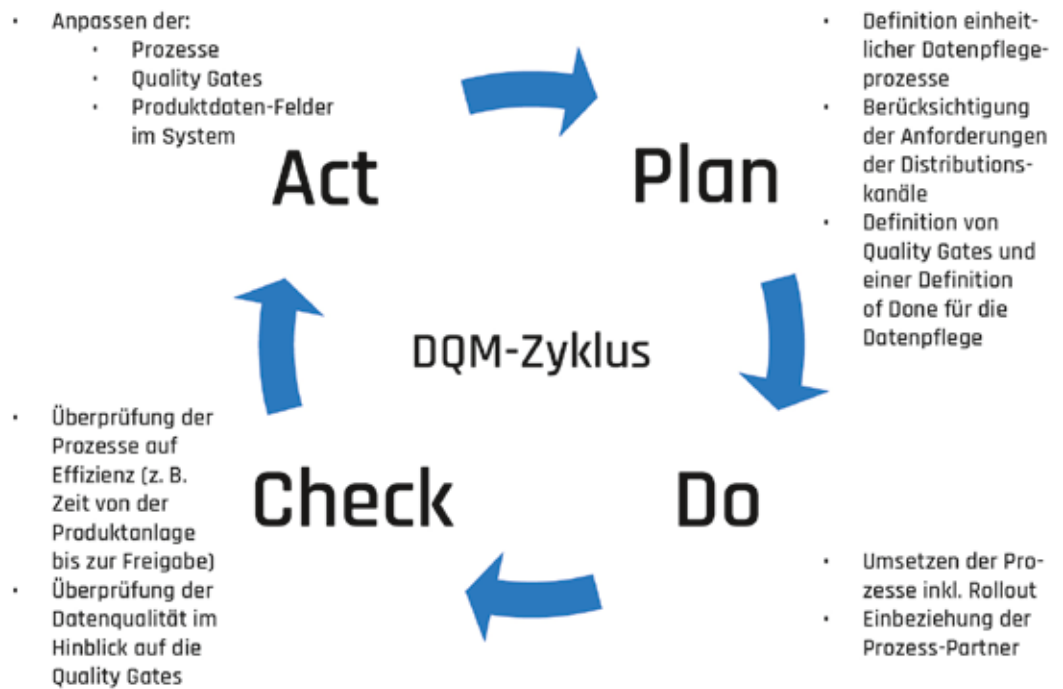 · Anpassen der:
· Prozesse
· Quality Gates
· Produktdaten-Felder
im System
Act
Plan
· Definition einheit-
licher Datenpflege-
prozesse
· Berücksichtigung
der Anforderungen
der Distributions-
kanäle
· Definition von
Quality Gates und
einer Definition
of Done für die
Datenpflege
DQM-Zyklus
Check
Do
· Überprüfung der
Prozesse auf
Effizienz (z. B.
Zeit von der
Produktanlage
bis zur Freigabe)
· Überprüfung der
Datenqualität im
Hinblick auf die
Quality Gates
· Umsetzen der Pro-
zesse inkl. Rollout
· Einbeziehung der
Prozess-Partner